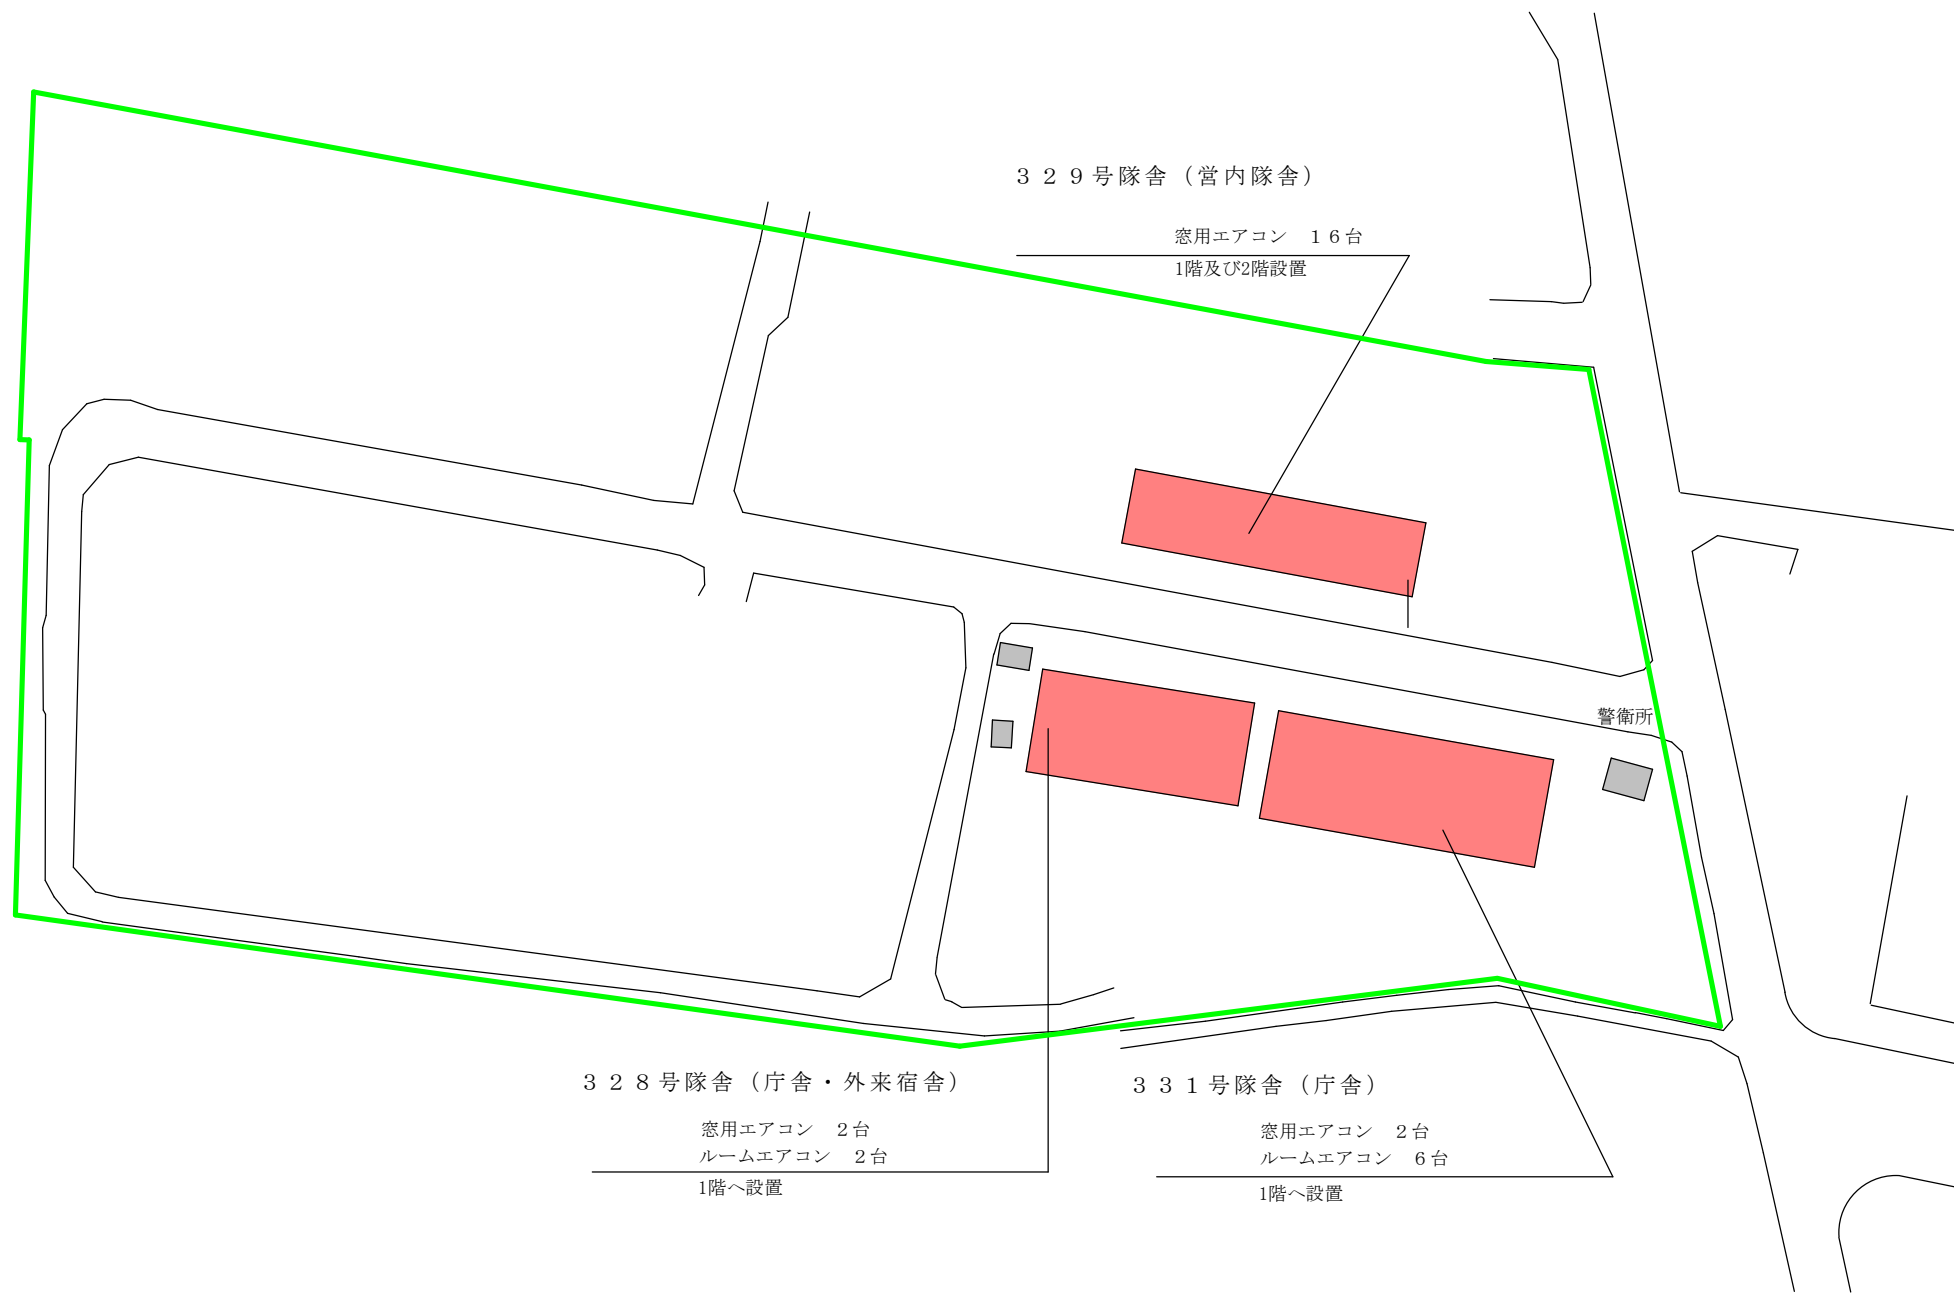 ３２９号隊舎（営内隊舎）
窓用エアコン　１６台
1階及び2階設置
警衛所
３２８号隊舎（庁舎・外来宿舎）
窓用エアコン　２台
ルームエアコン　２台
1階へ設置
３３１号隊舎（庁舎）
窓用エアコン　２台
ルームエアコン　６台
1階へ設置